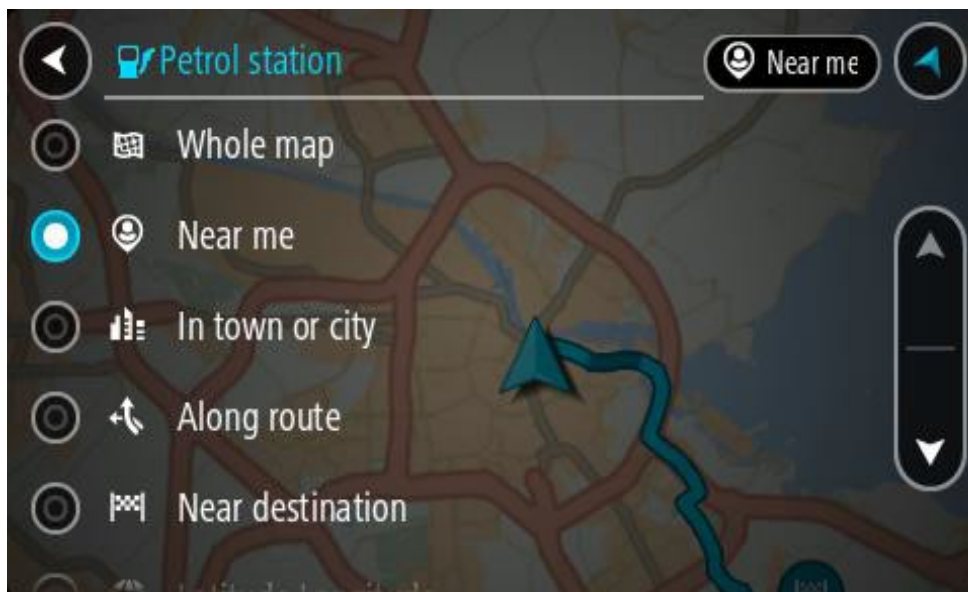 Petrol station
Near me
Whole map
Near me
In town or city
Along route
Near destination